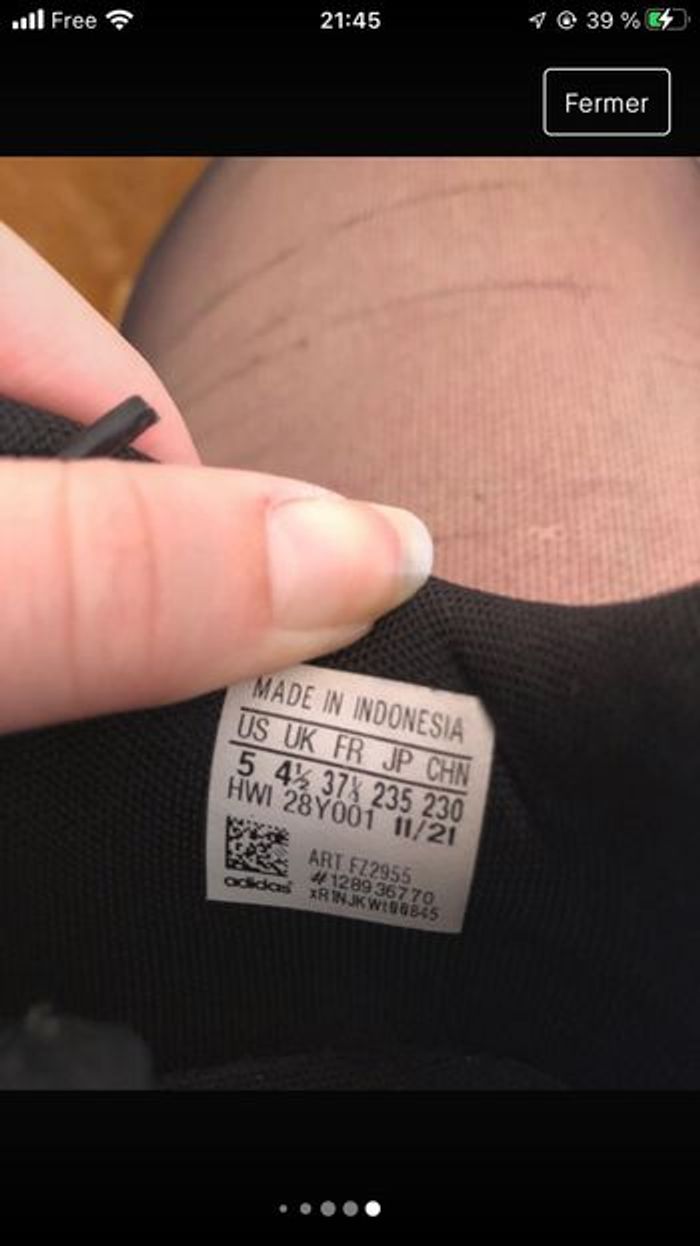 Free 21:45 39 %
Fermer
MADE IN INDONESIA
US UK FR JP CHN
5 4½ 37⅓ 235 230
HWI 28Y001 11/21
ART FZ2955
#128936770
adidas